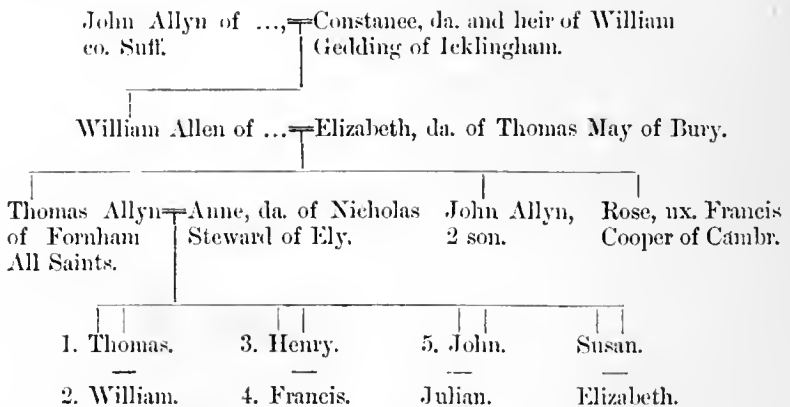 John Allyn of ...,=Constance, da. and heir of William
co. Suff. Gedding of Icklingham.
William Allen of ...=Elizabeth, da. of Thomas May of Bury.
Thomas Allyn=Anne, da. of Nicholas John Allyn, Rose, ux. Francis
of Fornham Steward of Ely. 2 son. Cooper of Cambr.
All Saints.
1. Thomas. 3. Henry. 5. John. Susan.
2. William. 4. Francis. Julian. Elizabeth.